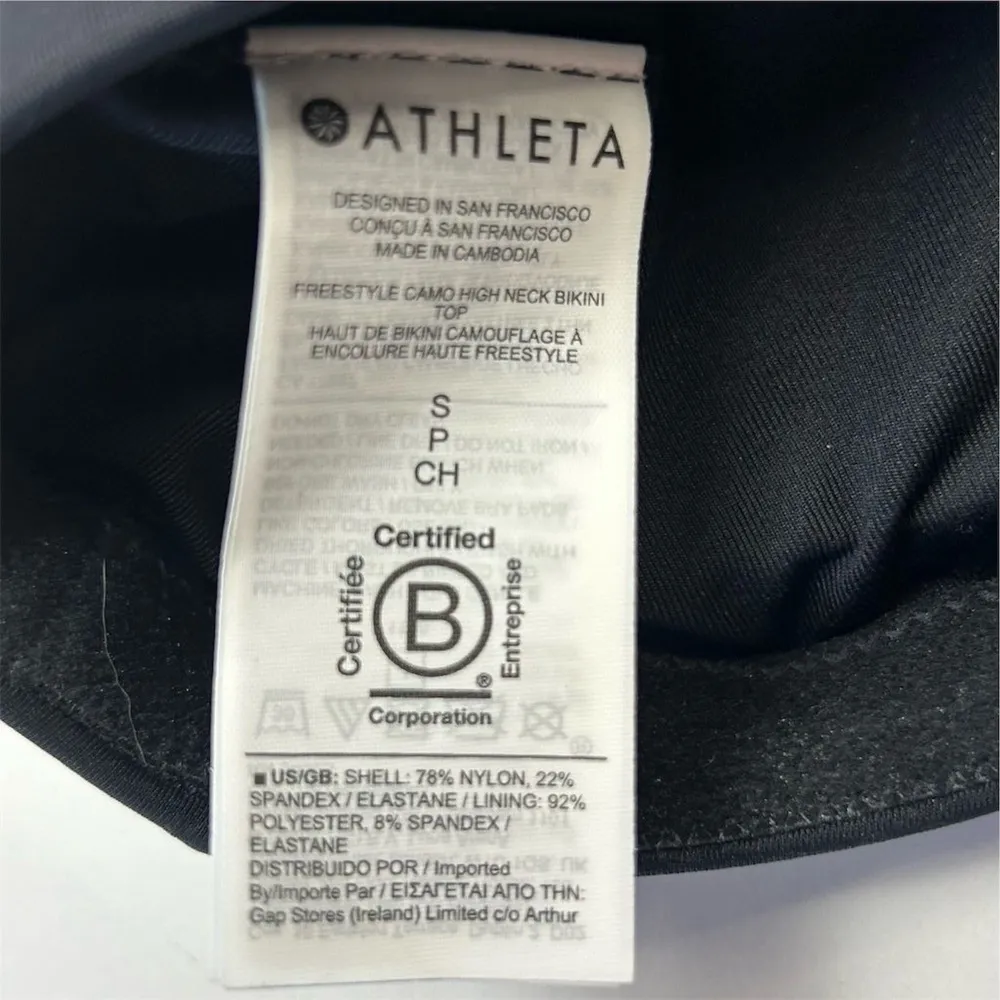 ATHLETA
DESIGNED IN SAN FRANCISCO
CONÇU À SAN FRANCISCO
MADE IN CAMBODIA
FREESTYLE CAMO HIGH NECK BIKINI
TOP
HAUT DE BIKINI CAMOUFLAGE À
ENCOLURE HAUTE FREESTYLE
S
P
CH
Certified
Certifiée
B
Entreprise
®
Corporation
■ US/GB: SHELL: 78% NYLON, 22%
SPANDEX / ELASTANE / LINING: 92%
POLYESTER, 8% SPANDEX /
ELASTANE
DISTRIBUIDO POR / Imported
By/Importe Par / ΕΙΣΑΓΕΤΑΙ ΑΠΟ ΤΗΝ:
Gap Stores (Ireland) Limited c/o Arthur